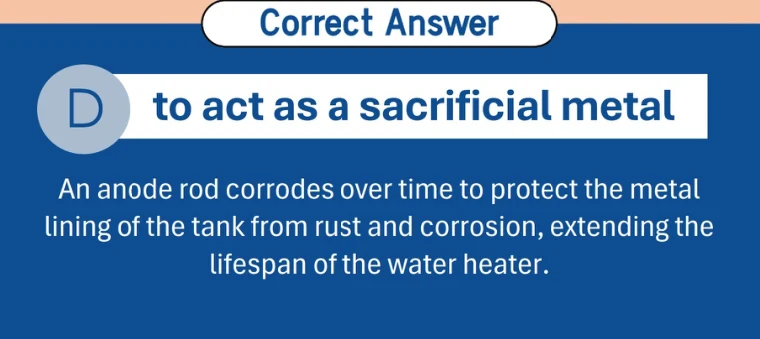 Correct Answer
D
to act as a sacrificial metal
An anode rod corrodes over time to protect the metal
lining of the tank from rust and corrosion, extending the
lifespan of the water heater.